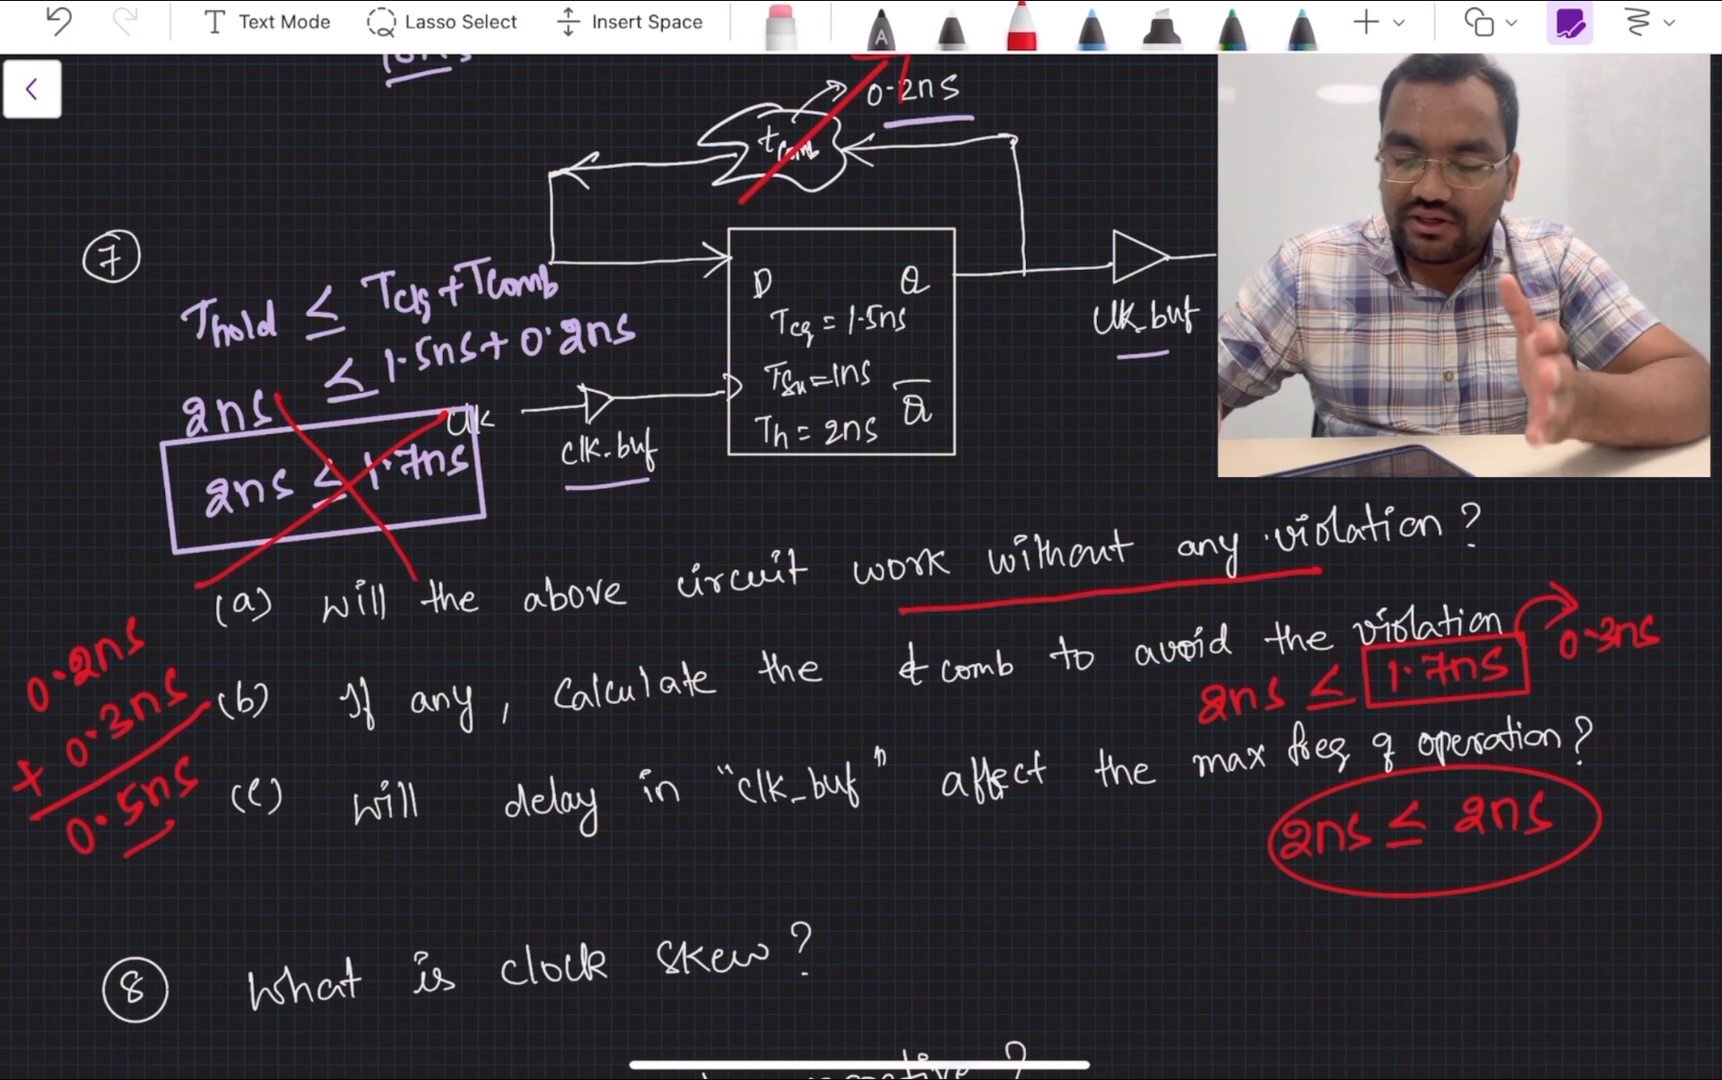 Text Mode
Lasso Select
Insert Space
A
0.2ns
tcomb
7
Thold ≤ Tclq + Tcomb
≤ 1.5ns + 0.2ns
2ns
2ns ≤ 1.7ns
D Q
Tcq = 1.5ns
Tsu = 1ns
Th = 2ns Q
clk
clk_buf
clk_buf
(a) will the above circuit work without any violation?
(b) If any, calculate the tcomb to avoid the violation
0.3ns
2ns ≤ 1.7ns
(c) will delay in "clk_buf" affect the max freq of operation?
2ns ≤ 2ns
0.2ns
+ 0.3ns
0.5ns
8 What is clock skew?